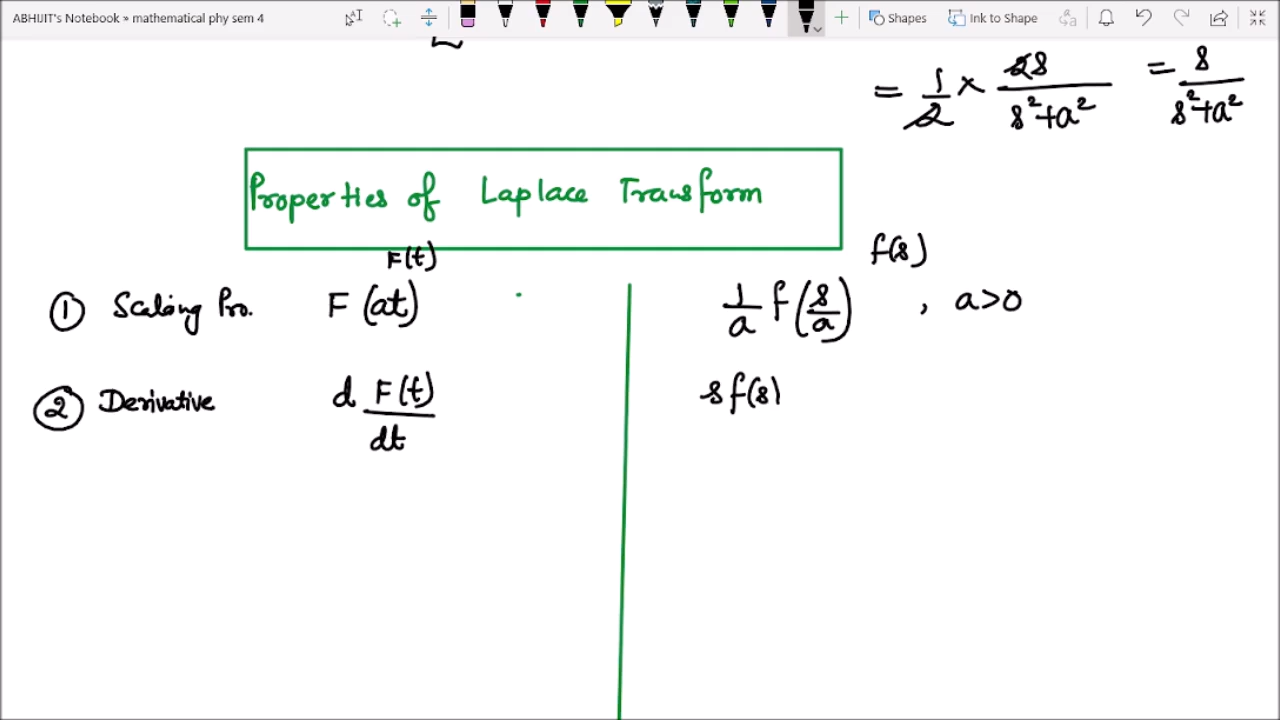 ABHIJIT's Notebook » mathematical phy sem 4
Shapes
Ink to Shape
= 1/2 × 2s/s²+a² = s/s²+a²
Properties of Laplace Transform
F(t) f(s)
① Scaling Pro. F(at) 1/a f(s/a) , a>0
② Derivative d F(t)/dt sf(s)